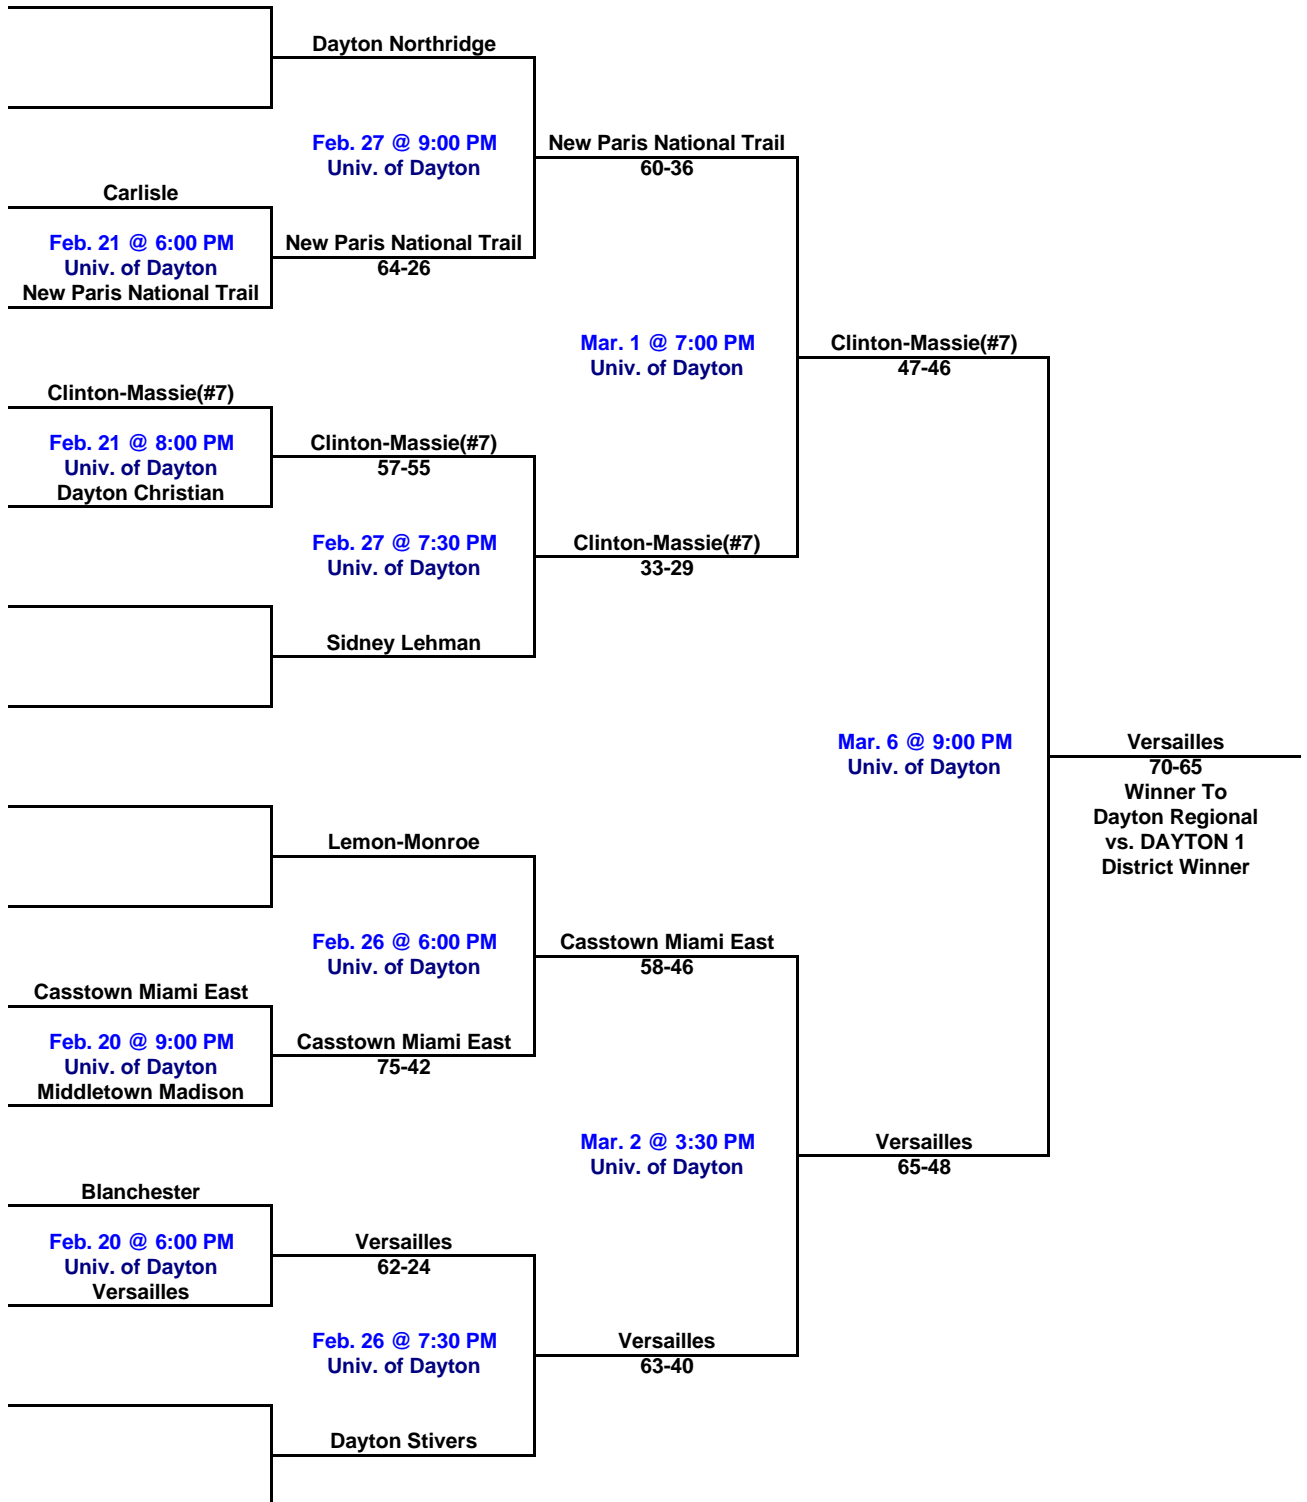 Dayton Northridge
Feb. 27 @ 9:00 PM
Univ. of Dayton
New Paris National Trail
60-36
Carlisle
Feb. 21 @ 6:00 PM
Univ. of Dayton
New Paris National Trail
New Paris National Trail
64-26
Mar. 1 @ 7:00 PM
Univ. of Dayton
Clinton-Massie(#7)
47-46
Clinton-Massie(#7)
Feb. 21 @ 8:00 PM
Univ. of Dayton
Dayton Christian
Clinton-Massie(#7)
57-55
Feb. 27 @ 7:30 PM
Univ. of Dayton
Clinton-Massie(#7)
33-29
Sidney Lehman
Mar. 6 @ 9:00 PM
Univ. of Dayton
Versailles
70-65
Winner To
Dayton Regional
vs. DAYTON 1
District Winner
Lemon-Monroe
Feb. 26 @ 6:00 PM
Univ. of Dayton
Casstown Miami East
58-46
Casstown Miami East
Feb. 20 @ 9:00 PM
Univ. of Dayton
Middletown Madison
Casstown Miami East
75-42
Mar. 2 @ 3:30 PM
Univ. of Dayton
Versailles
65-48
Blanchester
Feb. 20 @ 6:00 PM
Univ. of Dayton
Versailles
Versailles
62-24
Feb. 26 @ 7:30 PM
Univ. of Dayton
Versailles
63-40
Dayton Stivers